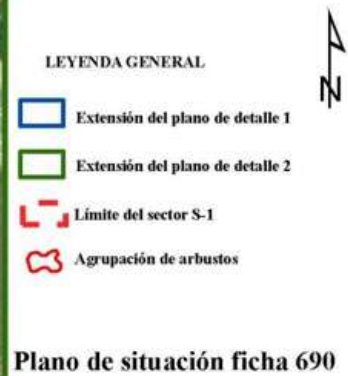 LEYENDA GENERAL
N
Extensión del plano de detalle 1
Extensión del plano de detalle 2
Límite del sector S-1
Agrupación de arbustos
Plano de situación ficha 690